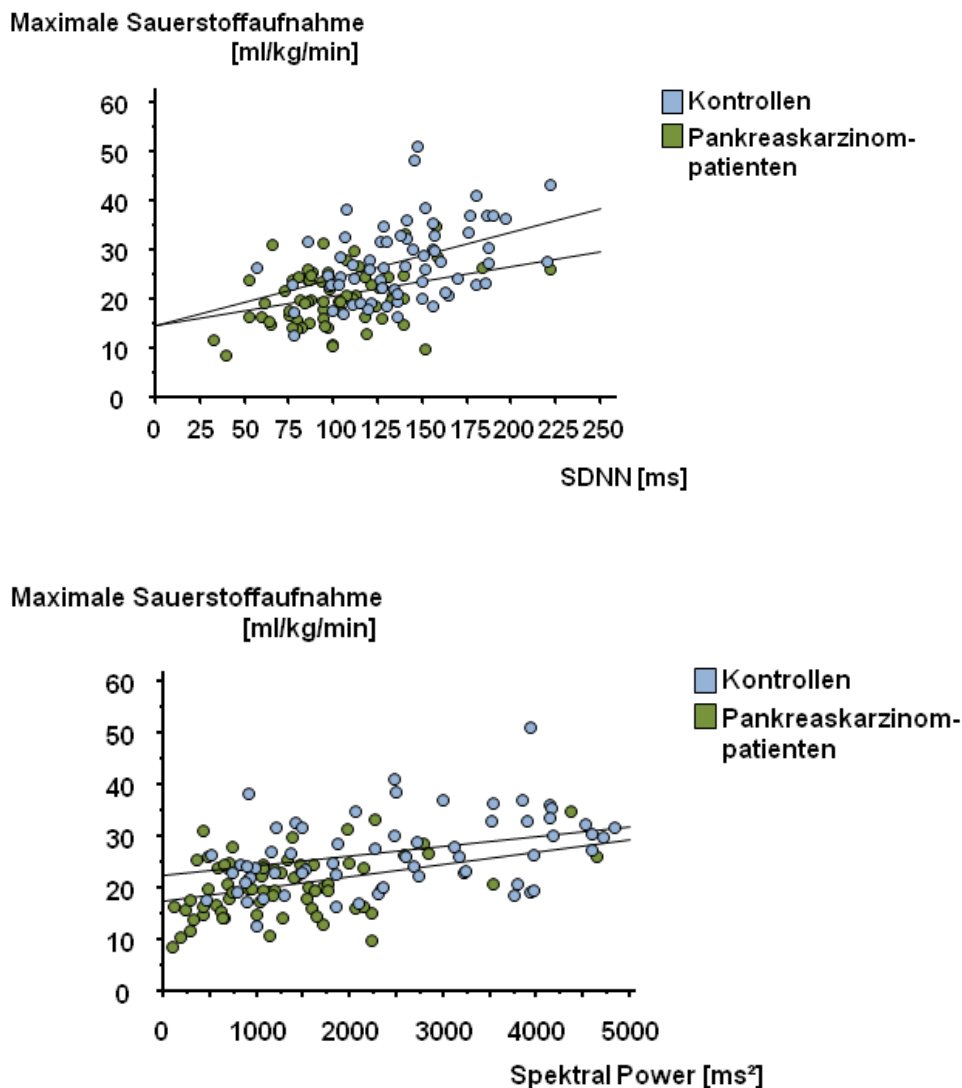 Maximale Sauerstoffaufnahme
[ml/kg/min]
60
50
40
30
20
10
0
Kontrollen
Pankreaskarzinom-
patienten
0 25 50 75 100 125 150 175 200 225 250
SDNN [ms]
Maximale Sauerstoffaufnahme
[ml/kg/min]
60
50
40
30
20
10
0
Kontrollen
Pankreaskarzinom-
patienten
0 1000 2000 3000 4000 5000
Spektral Power [ms²]